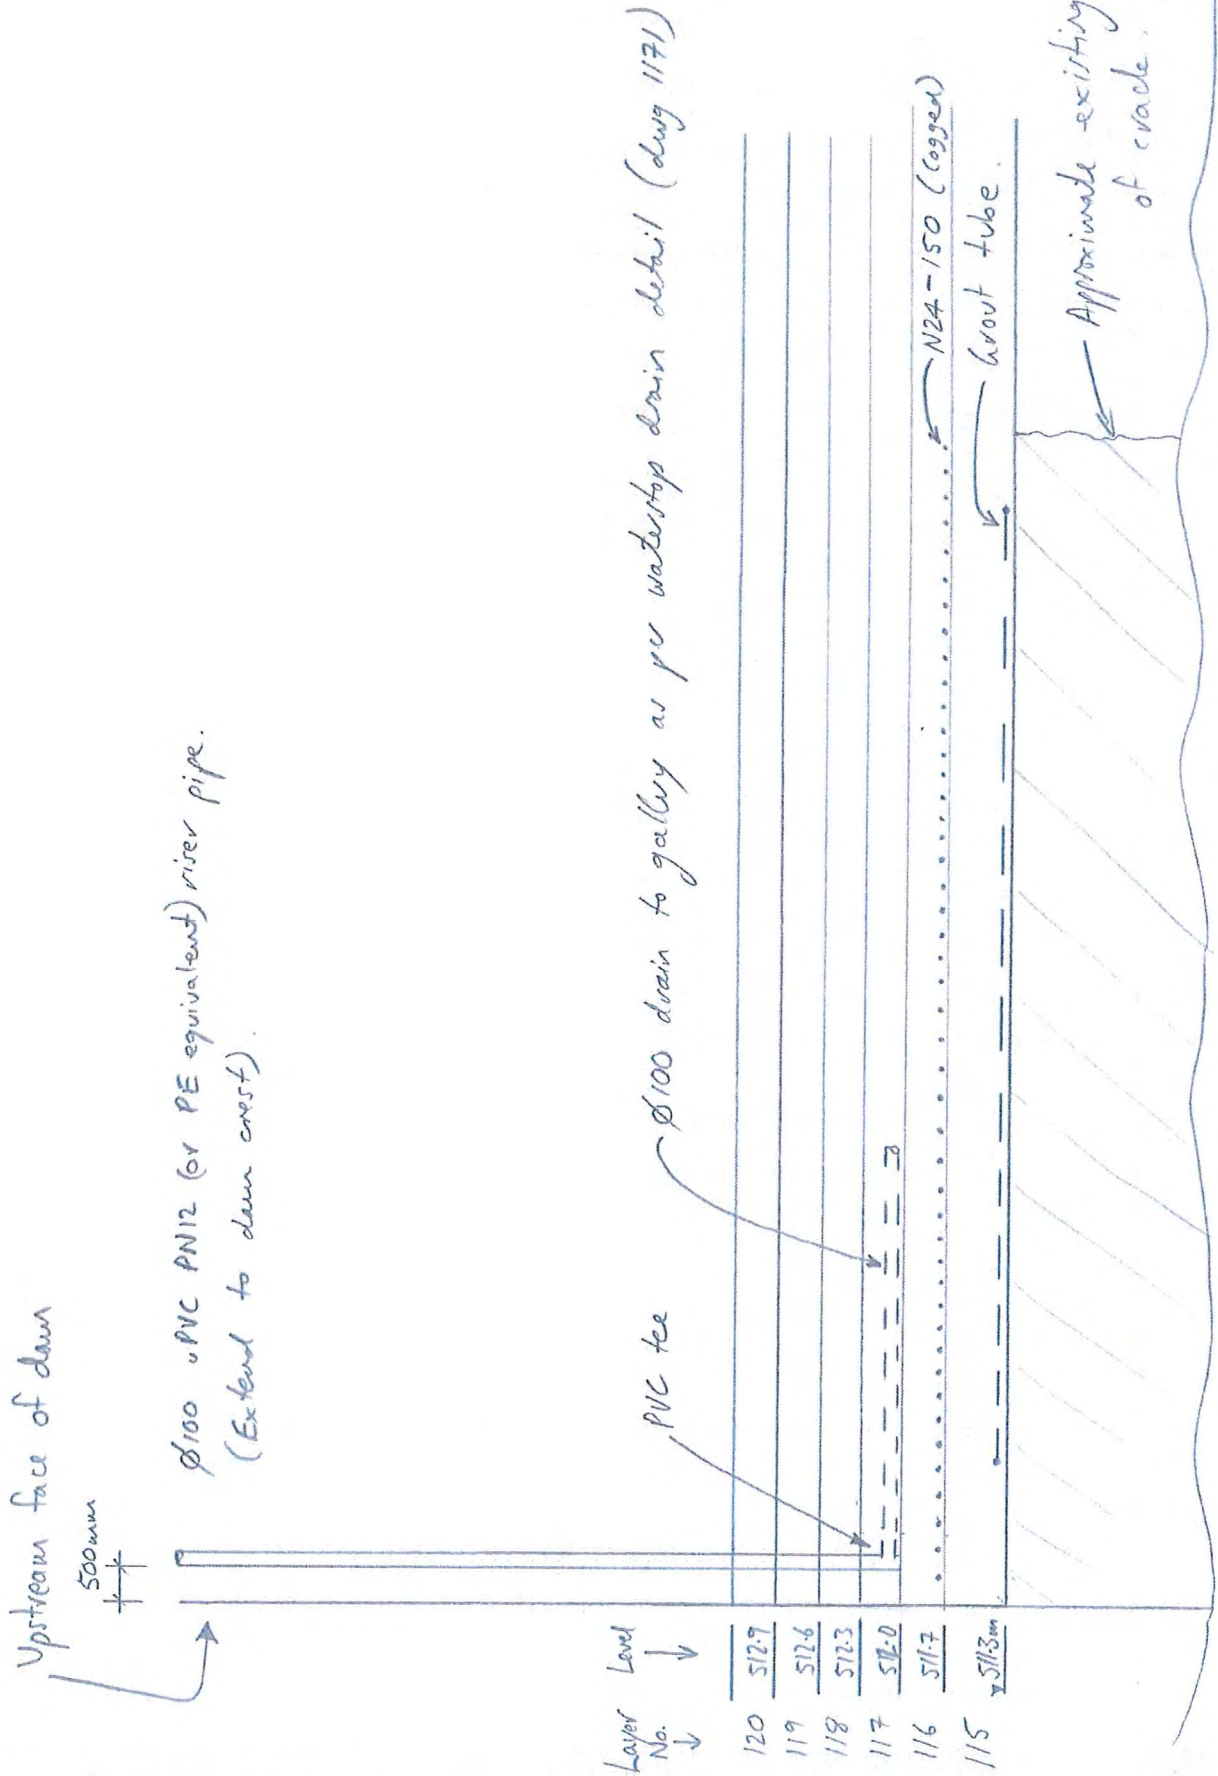 Upstream face of dam
500mm
Ø100 uPVC PN12 (or PE equivalent) riser pipe.
(Extend to dam crest).
PVC tee
Ø100 drain to gallery as per waterstop drain detail (dwg 1171)
Layer No.
Level
120 512.9
119 512.6
118 512.3
117 512.0
116 511.7
115 511.3m
N24-150 (cogged)
Grout tube.
Approximate existing
of crack.